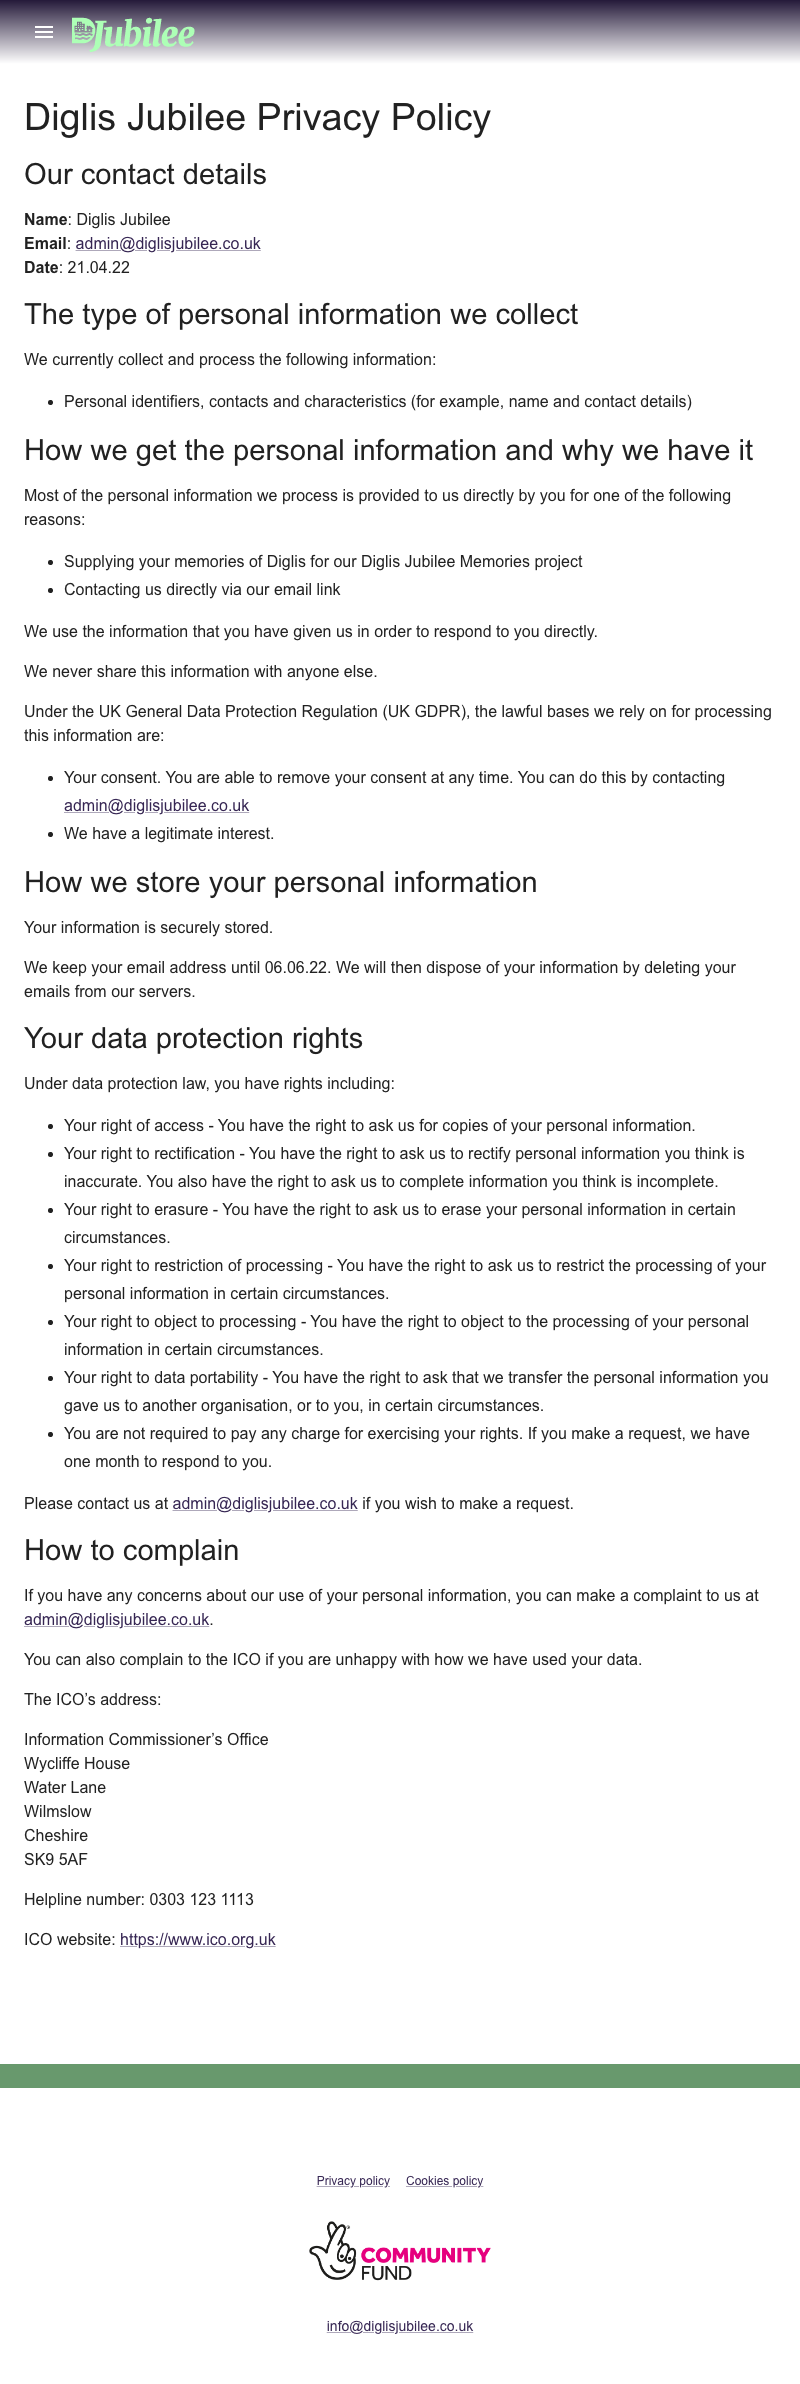 DJubilee
Diglis Jubilee Privacy Policy
Our contact details
Name: Diglis Jubilee
Email: admin@diglisjubilee.co.uk
Date: 21.04.22
The type of personal information we collect
We currently collect and process the following information:
• Personal identifiers, contacts and characteristics (for example, name and contact details)
How we get the personal information and why we have it
Most of the personal information we process is provided to us directly by you for one of the following
reasons:
• Supplying your memories of Diglis for our Diglis Jubilee Memories project
• Contacting us directly via our email link
We use the information that you have given us in order to respond to you directly.
We never share this information with anyone else.
Under the UK General Data Protection Regulation (UK GDPR), the lawful bases we rely on for processing
this information are:
• Your consent. You are able to remove your consent at any time. You can do this by contacting
admin@diglisjubilee.co.uk
• We have a legitimate interest.
How we store your personal information
Your information is securely stored.
We keep your email address until 06.06.22. We will then dispose of your information by deleting your
emails from our servers.
Your data protection rights
Under data protection law, you have rights including:
• Your right of access - You have the right to ask us for copies of your personal information.
• Your right to rectification - You have the right to ask us to rectify personal information you think is
inaccurate. You also have the right to ask us to complete information you think is incomplete.
• Your right to erasure - You have the right to ask us to erase your personal information in certain
circumstances.
• Your right to restriction of processing - You have the right to ask us to restrict the processing of your
personal information in certain circumstances.
• Your right to object to processing - You have the right to object to the processing of your personal
information in certain circumstances.
• Your right to data portability - You have the right to ask that we transfer the personal information you
gave us to another organisation, or to you, in certain circumstances.
• You are not required to pay any charge for exercising your rights. If you make a request, we have
one month to respond to you.
Please contact us at admin@diglisjubilee.co.uk if you wish to make a request.
How to complain
If you have any concerns about our use of your personal information, you can make a complaint to us at
admin@diglisjubilee.co.uk.
You can also complain to the ICO if you are unhappy with how we have used your data.
The ICO’s address:
Information Commissioner’s Office
Wycliffe House
Water Lane
Wilmslow
Cheshire
SK9 5AF
Helpline number: 0303 123 1113
ICO website: https://www.ico.org.uk
Privacy policy Cookies policy
COMMUNITY
FUND
info@diglisjubilee.co.uk